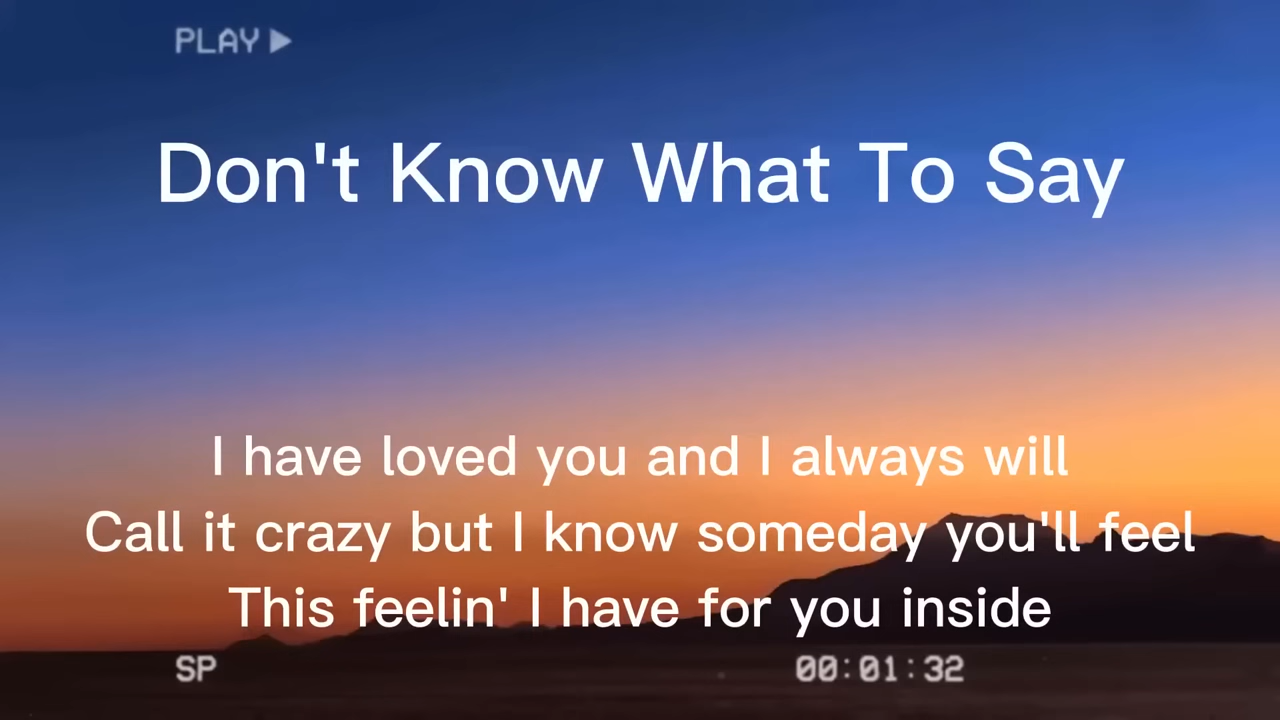 PLAY ▶
Don't Know What To Say
I have loved you and I always will
Call it crazy but I know someday you'll feel
This feelin' I have for you inside
SP
00:01:32